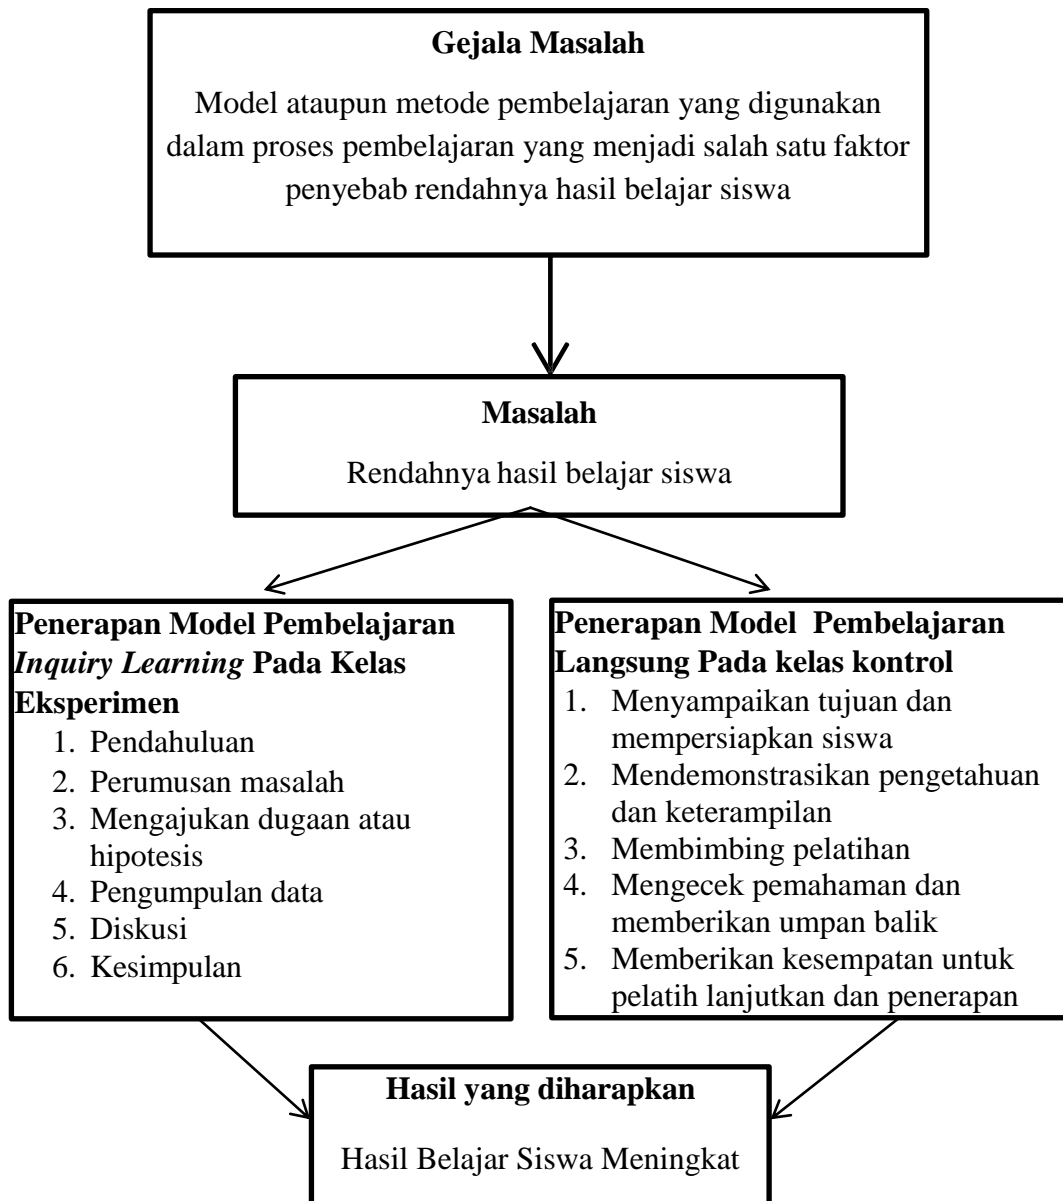 Gejala Masalah
Model ataupun metode pembelajaran yang digunakan
dalam proses pembelajaran yang menjadi salah satu faktor
penyebab rendahnya hasil belajar siswa
Masalah
Rendahnya hasil belajar siswa
Penerapan Model Pembelajaran
Inquiry Learning Pada Kelas
Eksperimen
1. Pendahuluan
2. Perumusan masalah
3. Mengajukan dugaan atau
hipotesis
4. Pengumpulan data
5. Diskusi
6. Kesimpulan
Penerapan Model Pembelajaran
Langsung Pada kelas kontrol
1. Menyampaikan tujuan dan
mempersiapkan siswa
2. Mendemonstrasikan pengetahuan
dan keterampilan
3. Membimbing pelatihan
4. Mengecek pemahaman dan
memberikan umpan balik
5. Memberikan kesempatan untuk
pelatih lanjutkan dan penerapan
Hasil yang diharapkan
Hasil Belajar Siswa Meningkat